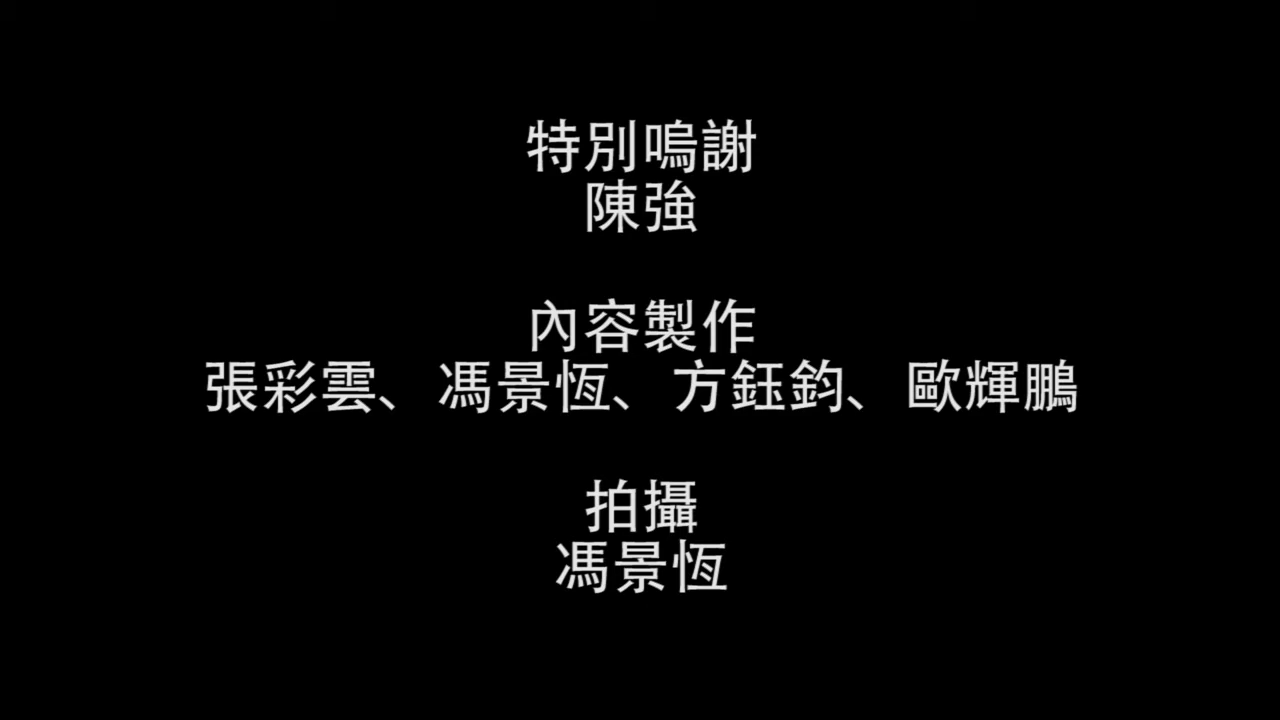 特別嗚謝
陳強
內容製作
張彩雲、馮景恆、方鈺鈞、歐輝鵬
拍攝
馮景恆